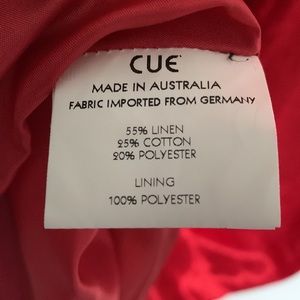 CUE
MADE IN AUSTRALIA
FABRIC IMPORTED FROM GERMANY
55% LINEN
25% COTTON
20% POLYESTER
LINING
100% POLYESTER